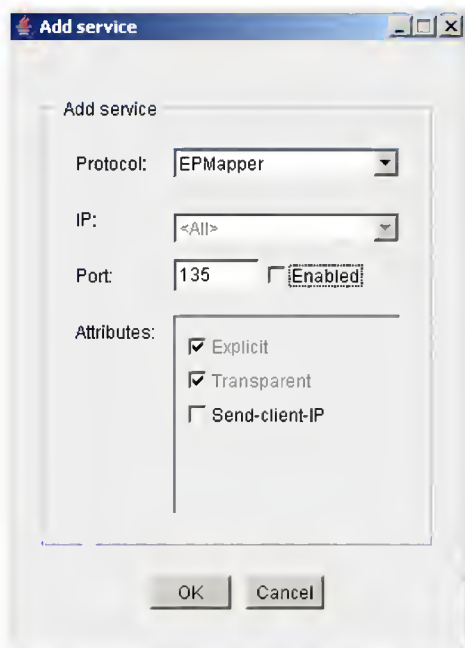 Add service
Add service
Protocol: EPMapper
IP: <All>
Port: 135 Enabled
Attributes:
Explicit
Transparent
Send-client-IP
OK Cancel